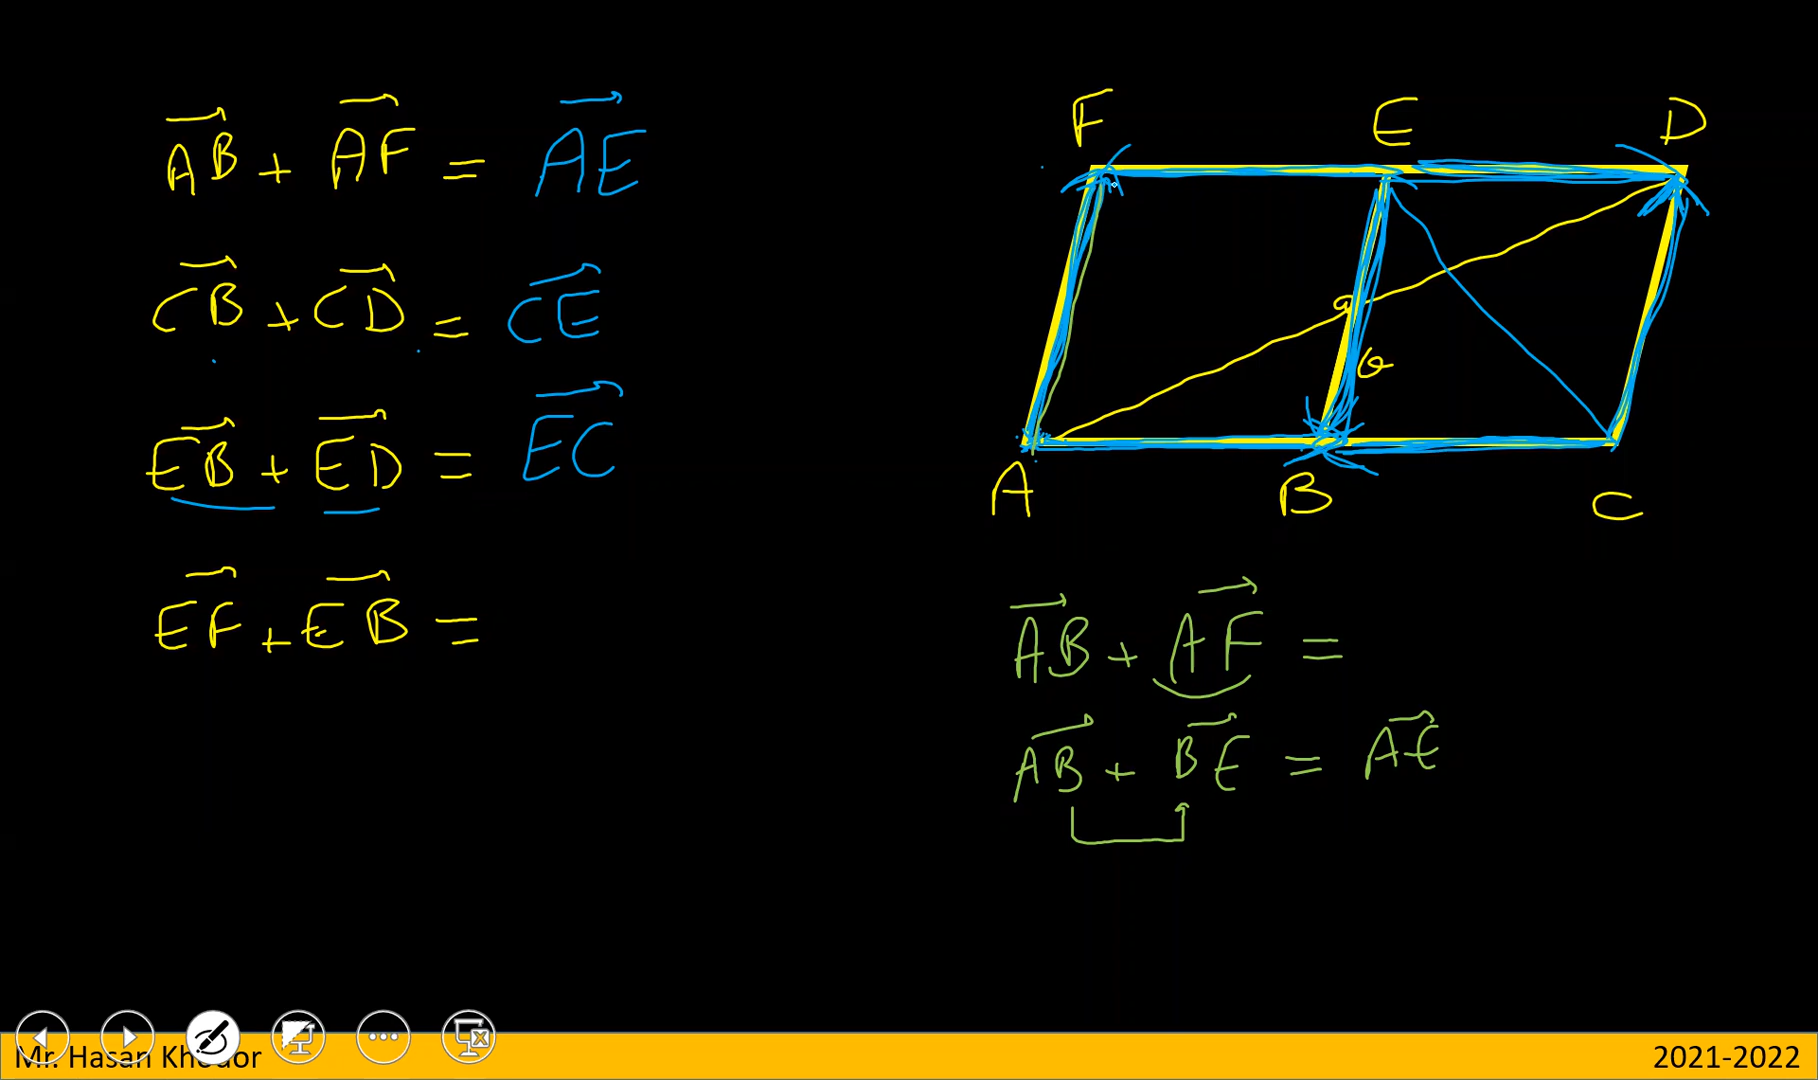 AB + AF = AE
CB + CD = CE
EB + ED = EC
EF + EB =
F E D
G
A B C
AB + AF =
AB + BE = AE
Mr. Hasan Kh
2021-2022